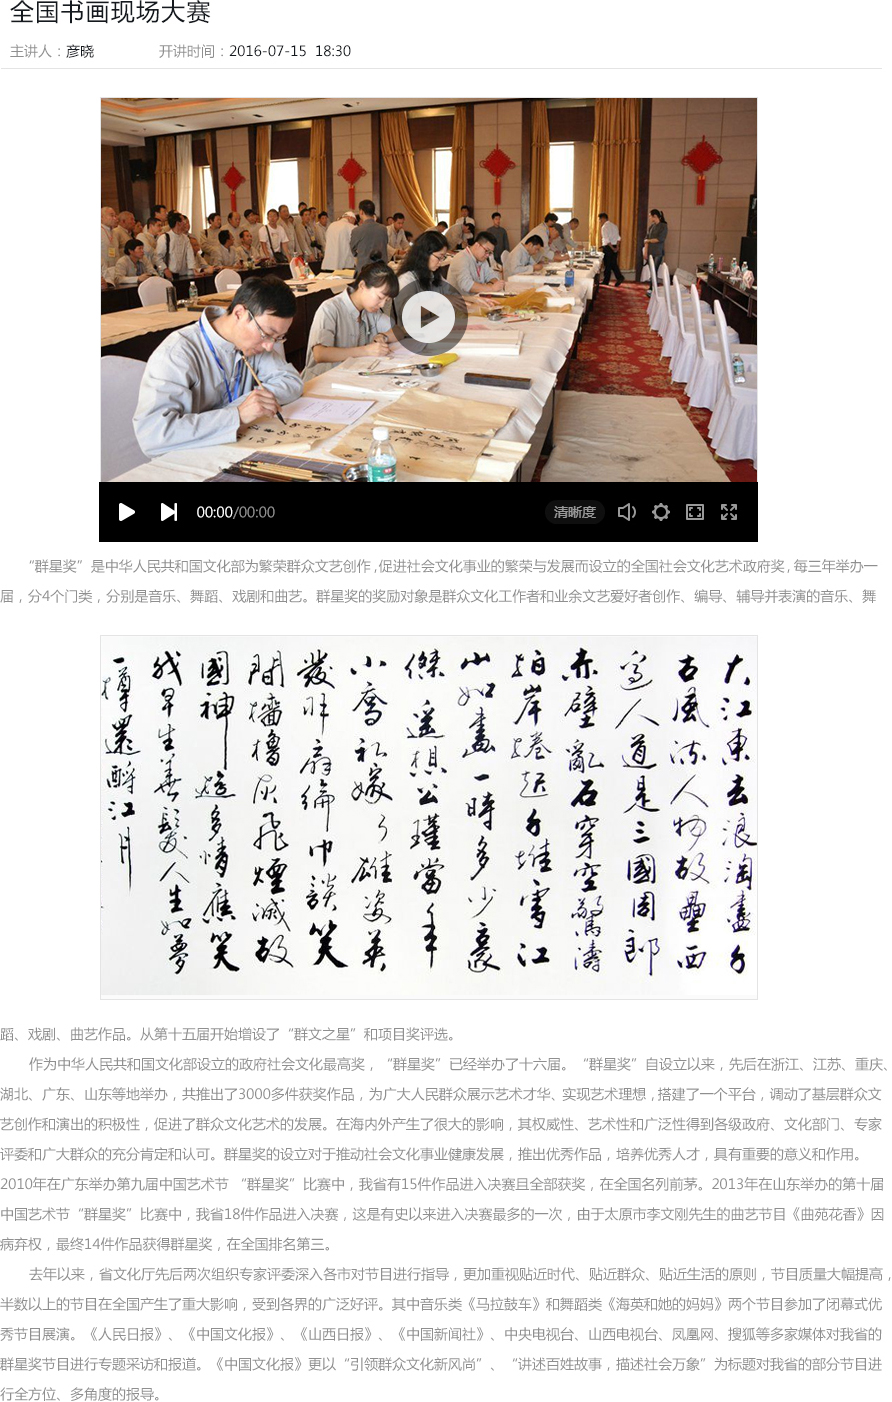 全国书画现场大赛
主讲人：彦晓 开讲时间：2016-07-15 18:30
00:00/00:00 清晰度
“群星奖”是中华人民共和国文化部为繁荣群众文艺创作,促进社会文化事业的繁荣与发展而设立的全国社会文化艺术政府奖,每三年举办一
届，分4个门类，分别是音乐、舞蹈、戏剧和曲艺。群星奖的奖励对象是群众文化工作者和业余文艺爱好者创作、编导、辅导并表演的音乐、舞
大江東去浪淘盡千
古風流人物故壘西
邊人道是三國周郎
赤壁亂石穿空驚濤
拍岸捲起千堆雪江
山如畫一時多少豪
傑遙想公瑾當年
小喬初嫁了雄姿英
發羽扇綸巾談笑
間檣櫓灰飛煙滅故
國神遊多情應笑
我早生華髮人生如夢
一樽還酹江月
蹈、戏剧、曲艺作品。从第十五届开始增设了“群文之星”和项目奖评选。
作为中华人民共和国文化部设立的政府社会文化最高奖，“群星奖”已经举办了十六届。“群星奖”自设立以来，先后在浙江、江苏、重庆、
湖北、广东、山东等地举办，共推出了3000多件获奖作品，为广大人民群众展示艺术才华、实现艺术理想,搭建了一个平台，调动了基层群众文
艺创作和演出的积极性，促进了群众文化艺术的发展。在海内外产生了很大的影响，其权威性、艺术性和广泛性得到各级政府、文化部门、专家
评委和广大群众的充分肯定和认可。群星奖的设立对于推动社会文化事业健康发展，推出优秀作品，培养优秀人才，具有重要的意义和作用。
2010年在广东举办第九届中国艺术节 “群星奖”比赛中，我省有15件作品进入决赛且全部获奖，在全国名列前茅。2013年在山东举办的第十届
中国艺术节“群星奖”比赛中，我省18件作品进入决赛，这是有史以来进入决赛最多的一次，由于太原市李文刚先生的曲艺节目《曲苑花香》因
病弃权，最终14件作品获得群星奖，在全国排名第三。
去年以来，省文化厅先后两次组织专家评委深入各市对节目进行指导，更加重视贴近时代、贴近群众、贴近生活的原则，节目质量大幅提高，
半数以上的节目在全国产生了重大影响，受到各界的广泛好评。其中音乐类《马拉鼓车》和舞蹈类《海英和她的妈妈》两个节目参加了闭幕式优
秀节目展演。《人民日报》、《中国文化报》、《山西日报》、《中国新闻社》、中央电视台、山西电视台、凤凰网、搜狐等多家媒体对我省的
群星奖节目进行专题采访和报道。《中国文化报》更以“引领群众文化新风尚”、“讲述百姓故事，描述社会万象”为标题对我省的部分节目进
行全方位、多角度的报导。